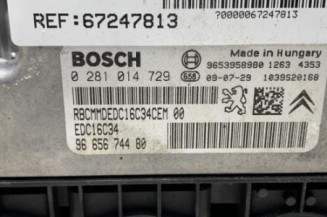 REF:67247813
?0000067247813
BOSCH
Made in Hungary
9653958980 1263 4353
0 281 014 729
658
09-07-29 1039S20168
RBCMMDEDC16C34CEM 00
EDC16C34
96 656 744 80